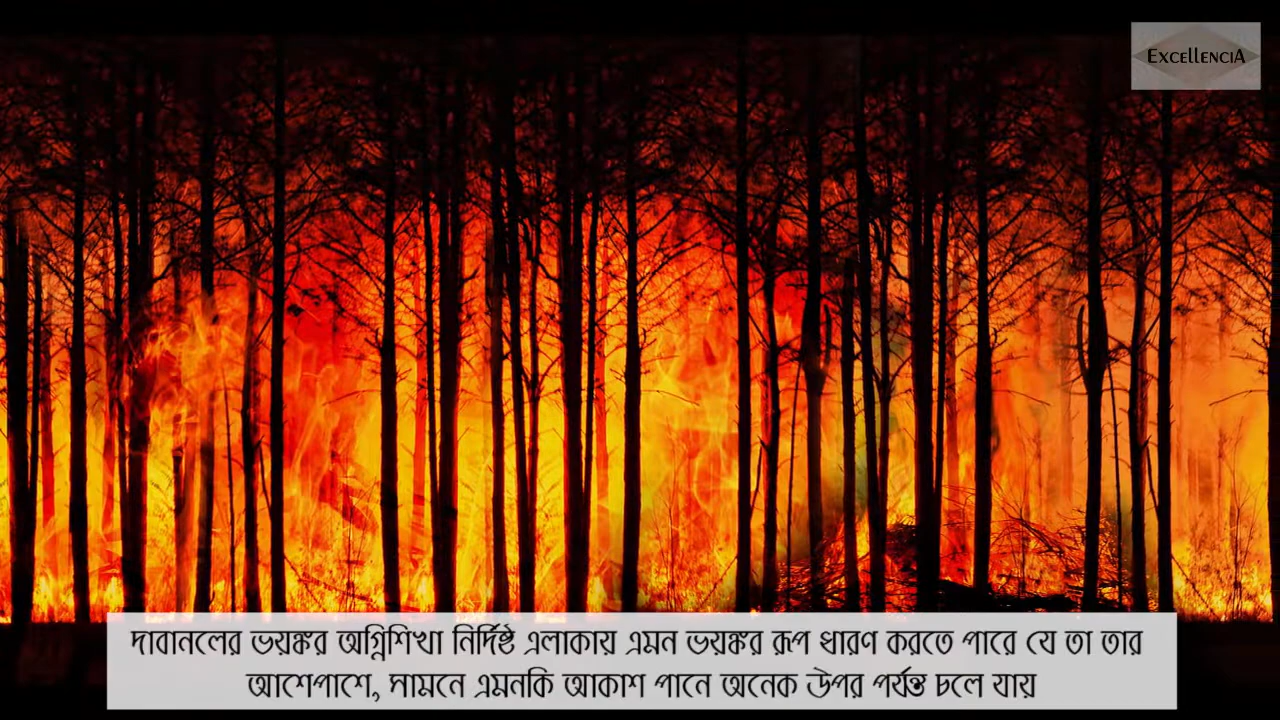 ExcellenciA
দাবানলের ভয়ঙ্কর অগ্নিশিখা নির্দিষ্ট এলাকায় এমন ভয়ঙ্কর রূপ ধারণ করতে পারে যে তা তার
আশেপাশে, সামনে এমনকি আকাশ পানে অনেক উপর পর্যন্ত চলে যায়